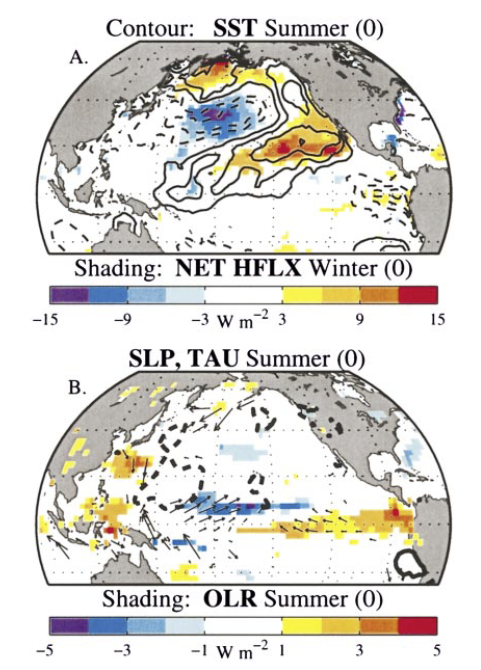 Contour: SST Summer (0)
A.
Shading: NET HFLX Winter (0)
-15 -9 -3 W m-2 3 9 15
SLP, TAU Summer (0)
B.
Shading: OLR Summer (0)
-5 -3 -1 W m-2 1 3 5